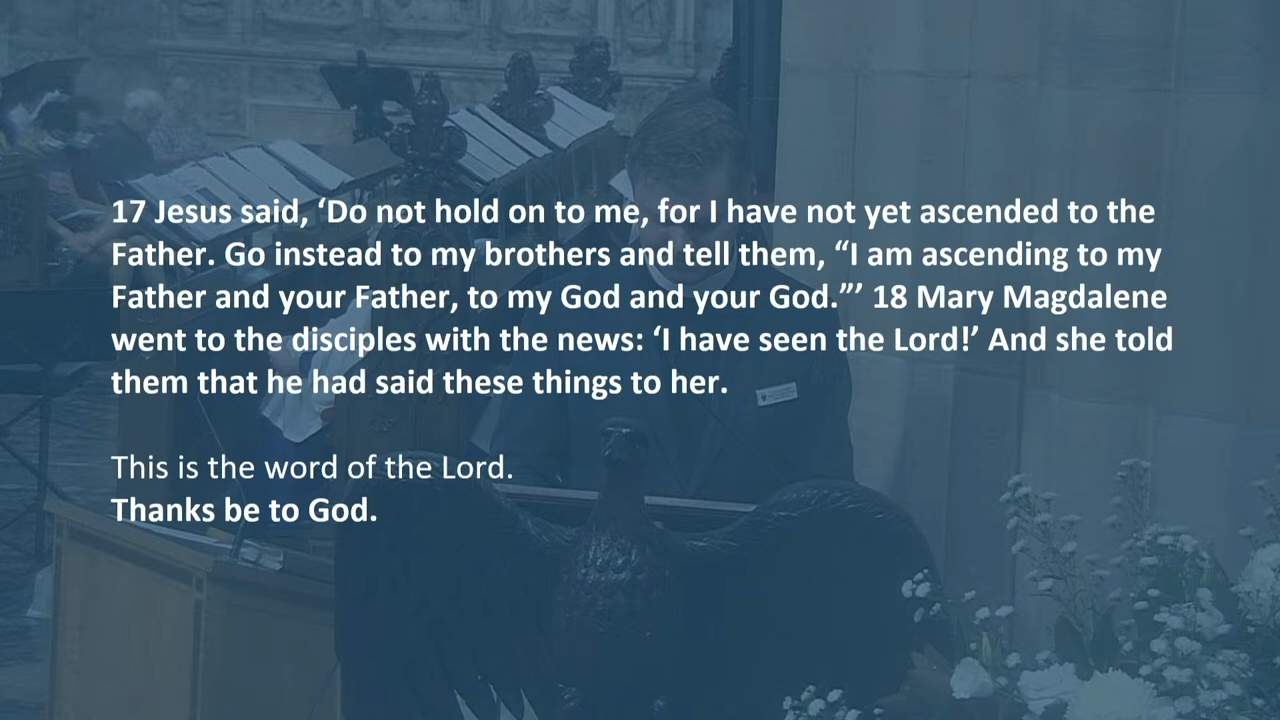 17 Jesus said, ‘Do not hold on to me, for I have not yet ascended to the
Father. Go instead to my brothers and tell them, “I am ascending to my
Father and your Father, to my God and your God.”’ 18 Mary Magdalene
went to the disciples with the news: ‘I have seen the Lord!’ And she told
them that he had said these things to her.
This is the word of the Lord.
Thanks be to God.